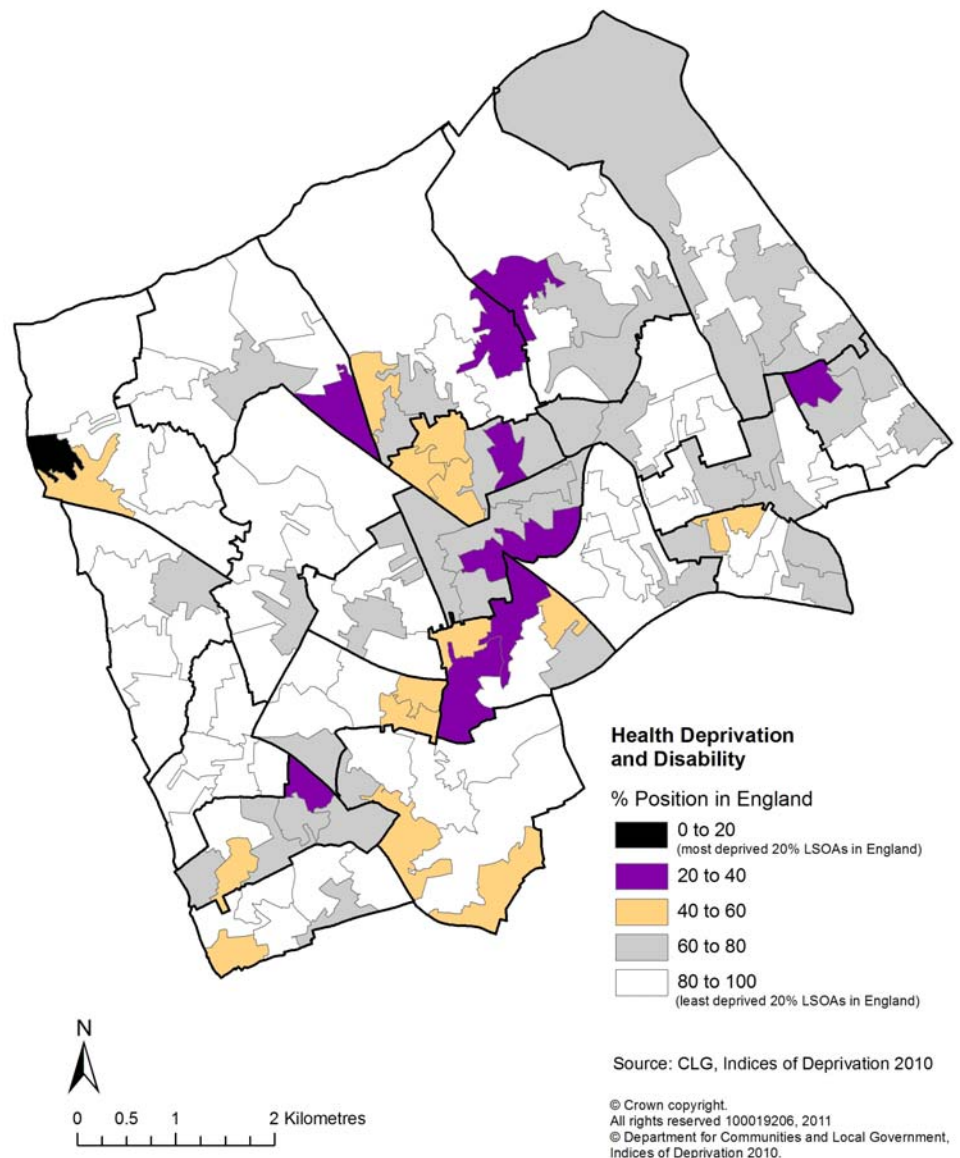 Health Deprivation
and Disability
% Position in England
0 to 20
(most deprived 20% LSOAs in England)
20 to 40
40 to 60
60 to 80
80 to 100
(least deprived 20% LSOAs in England)
N
0 0.5 1 2 Kilometres
Source: CLG, Indices of Deprivation 2010
© Crown copyright.
All rights reserved 100019206, 2011
© Department for Communities and Local Government,
Indices of Deprivation 2010.